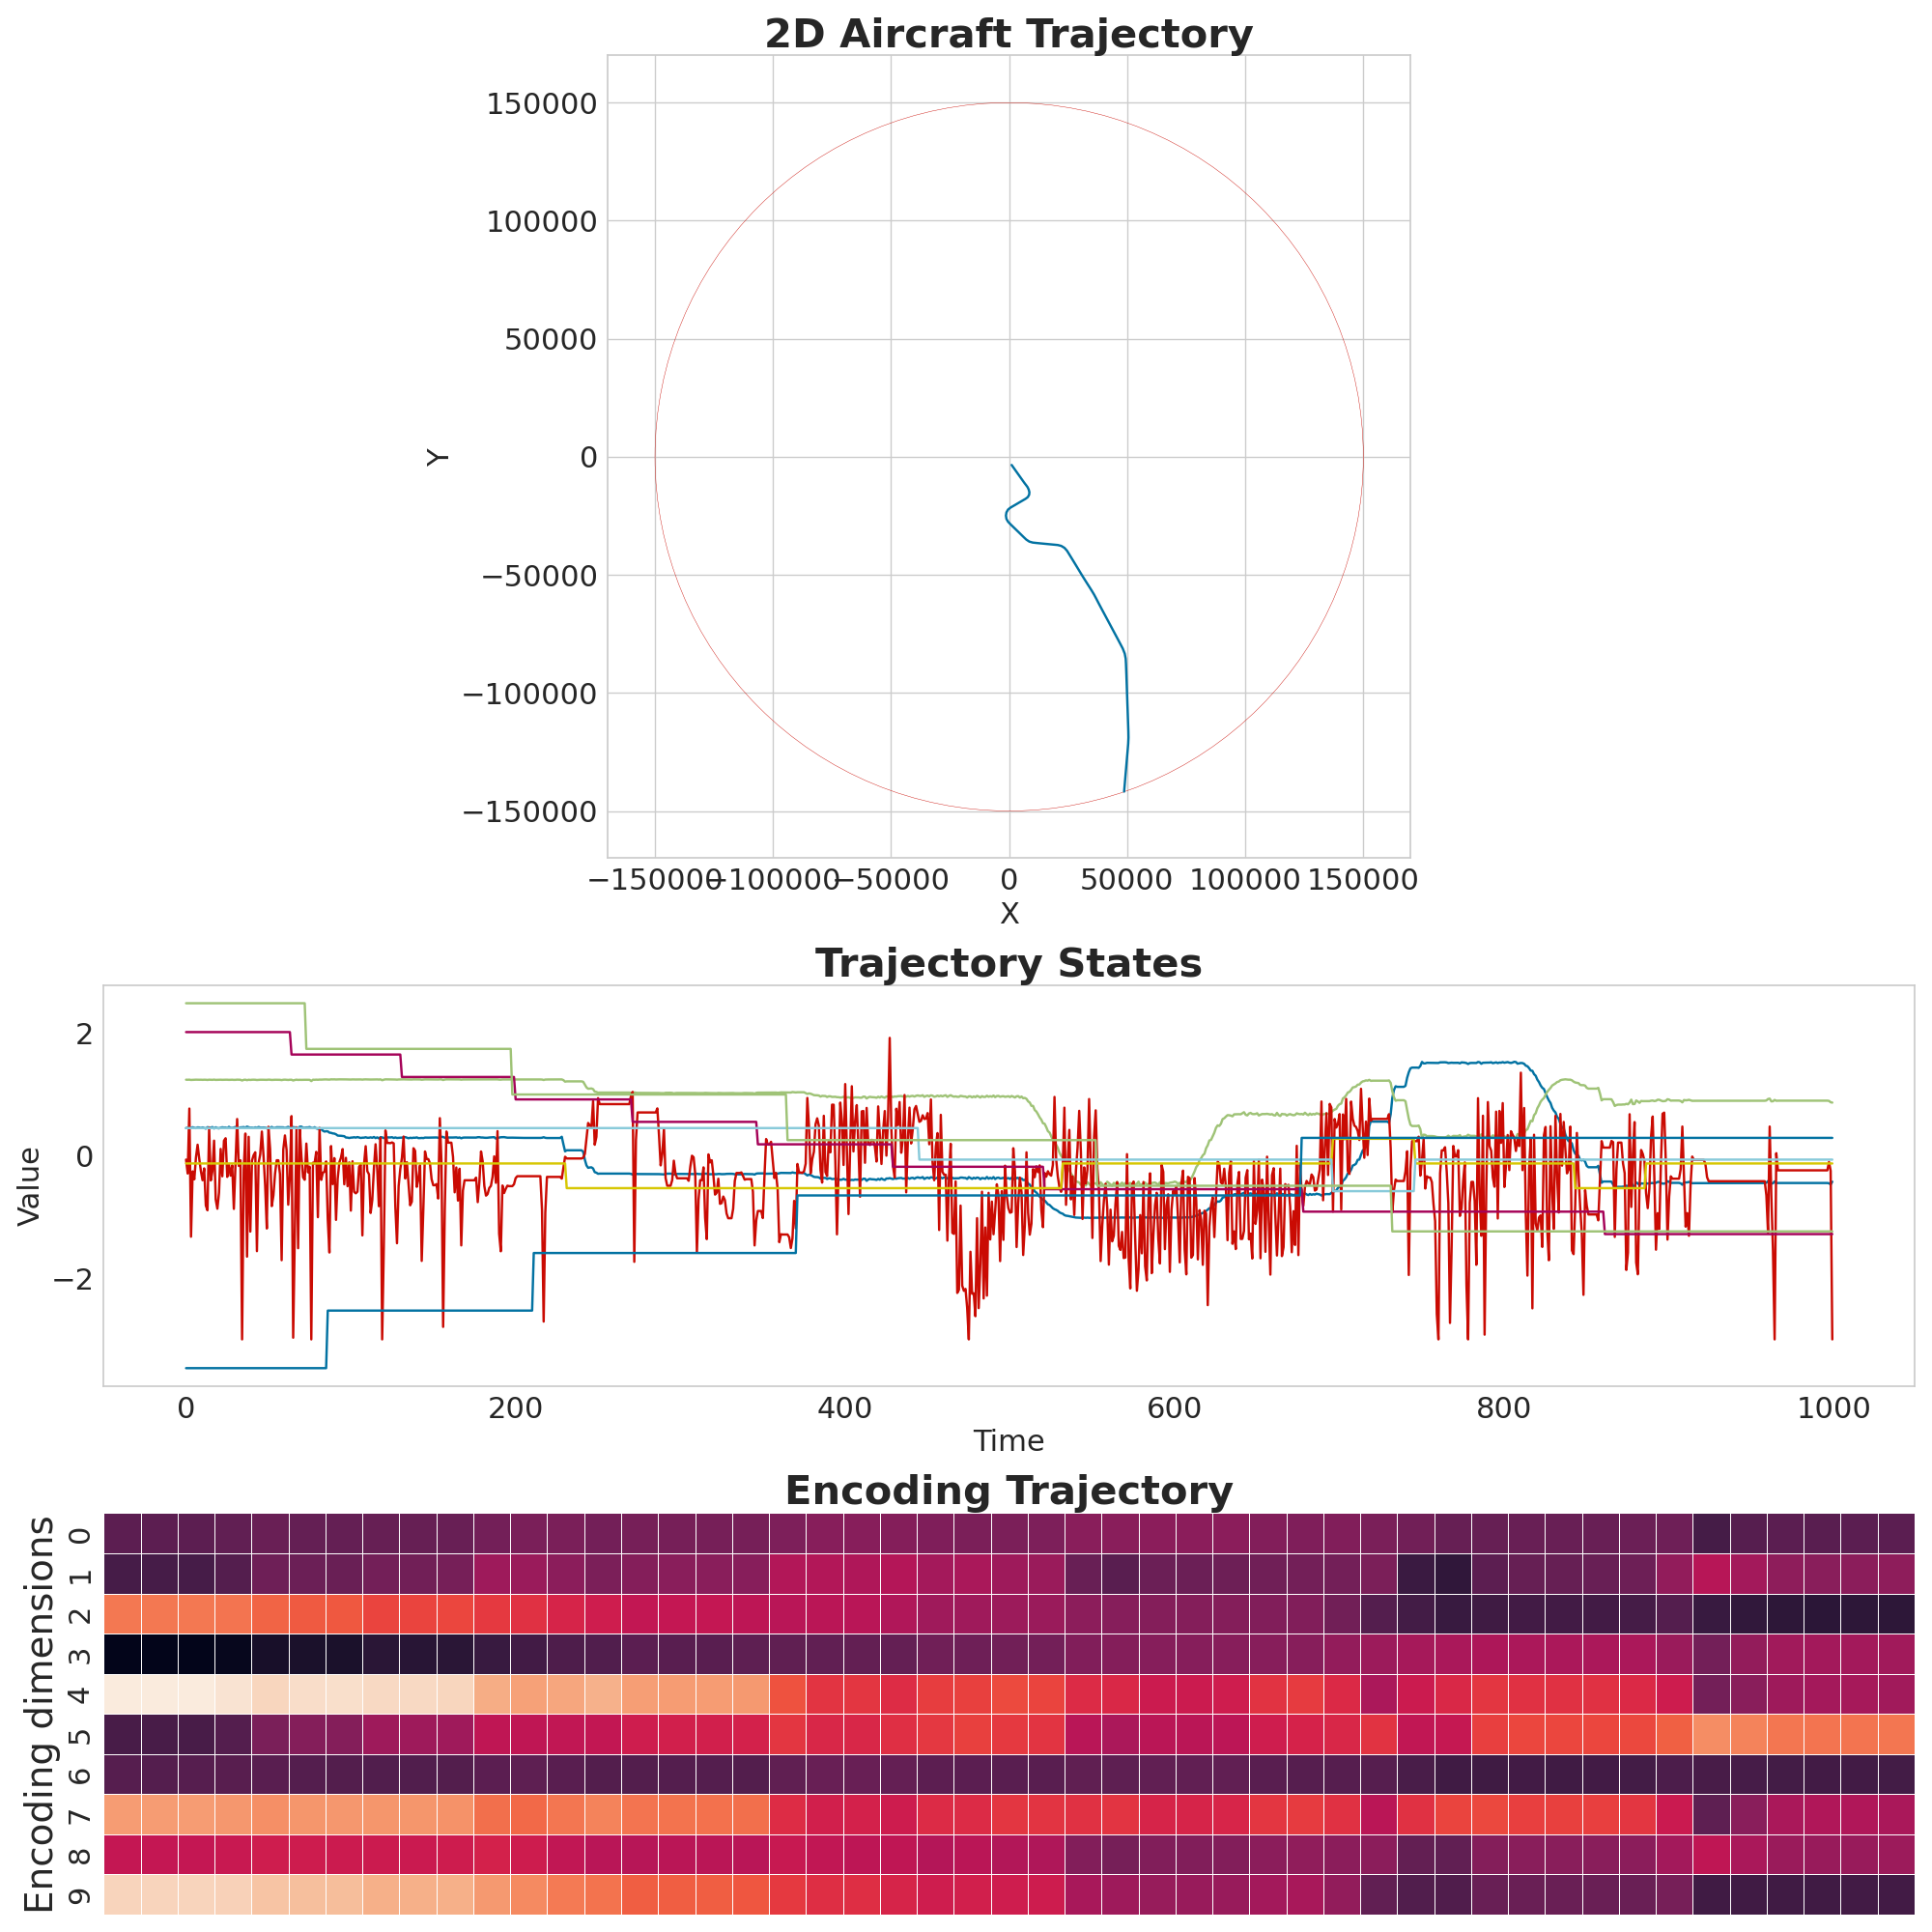 2D Aircraft Trajectory
150000
100000
50000
0
−50000
−100000
−150000
Y
−150000 −100000 −50000 0 50000 100000 150000
X
Trajectory States
2
0
−2
Value
0 200 400 600 800 1000
Time
Encoding Trajectory
0
1
2
3
4
5
6
7
8
9
Encoding dimensions